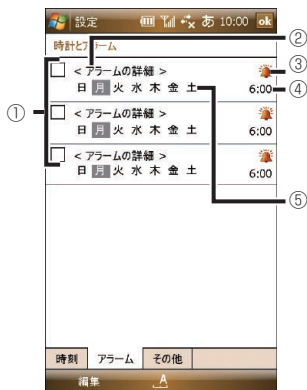 設定 あ 10:00 ok
時計とアラーム
①
②
③
④
⑤
< アラームの詳細 >
日 月 火 水 木 金 土 6:00
< アラームの詳細 >
日 月 火 水 木 金 土 6:00
< アラームの詳細 >
日 月 火 水 木 金 土 6:00
時刻 アラーム その他
編集 A